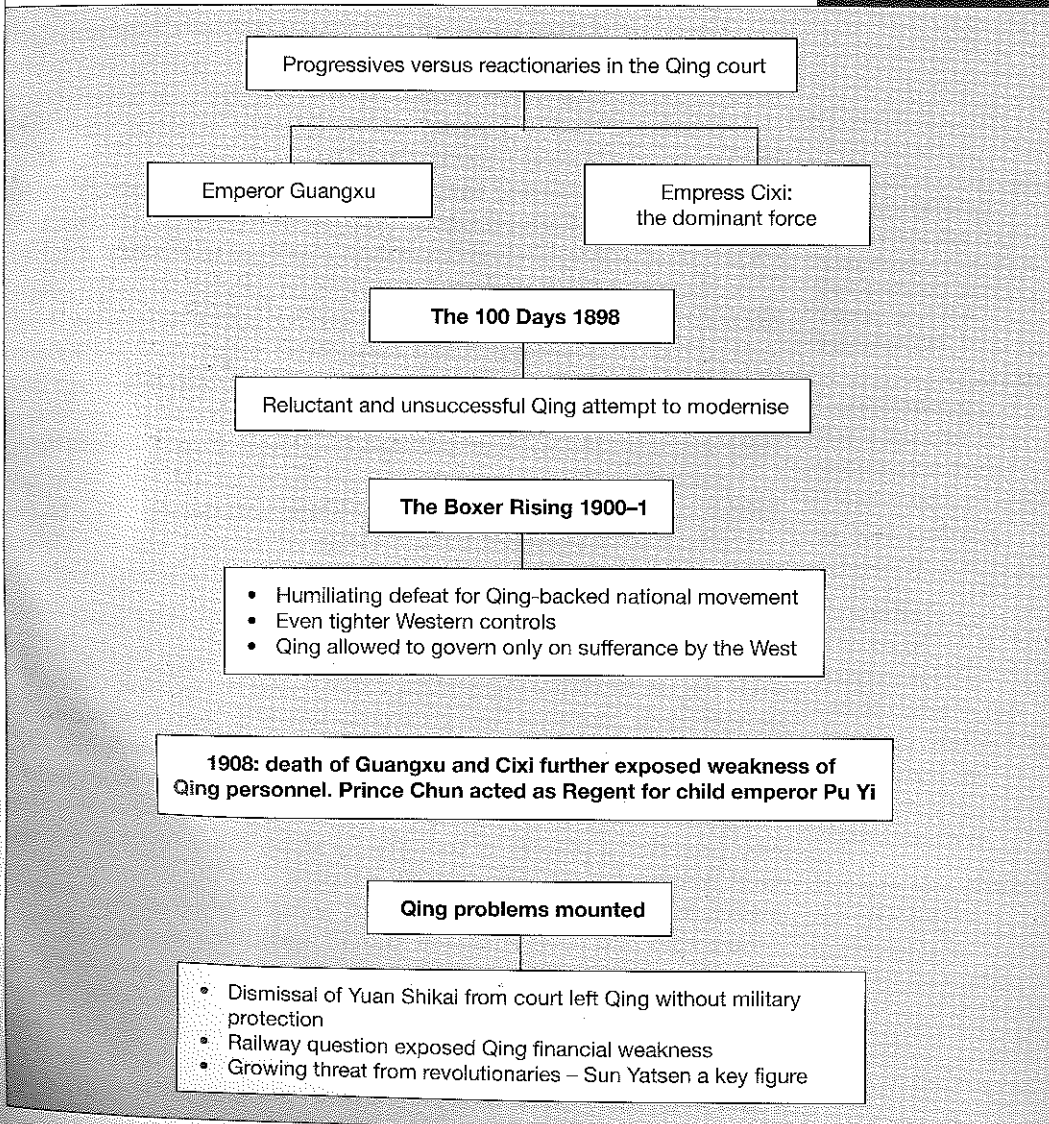 Progressives versus reactionaries in the Qing court
Emperor Guangxu
Empress Cixi:
the dominant force
The 100 Days 1898
Reluctant and unsuccessful Qing attempt to modernise
The Boxer Rising 1900–1
• Humiliating defeat for Qing-backed national movement
• Even tighter Western controls
• Qing allowed to govern only on sufferance by the West
1908: death of Guangxu and Cixi further exposed weakness of
Qing personnel. Prince Chun acted as Regent for child emperor Pu Yi
Qing problems mounted
• Dismissal of Yuan Shikai from court left Qing without military
protection
• Railway question exposed Qing financial weakness
• Growing threat from revolutionaries – Sun Yatsen a key figure